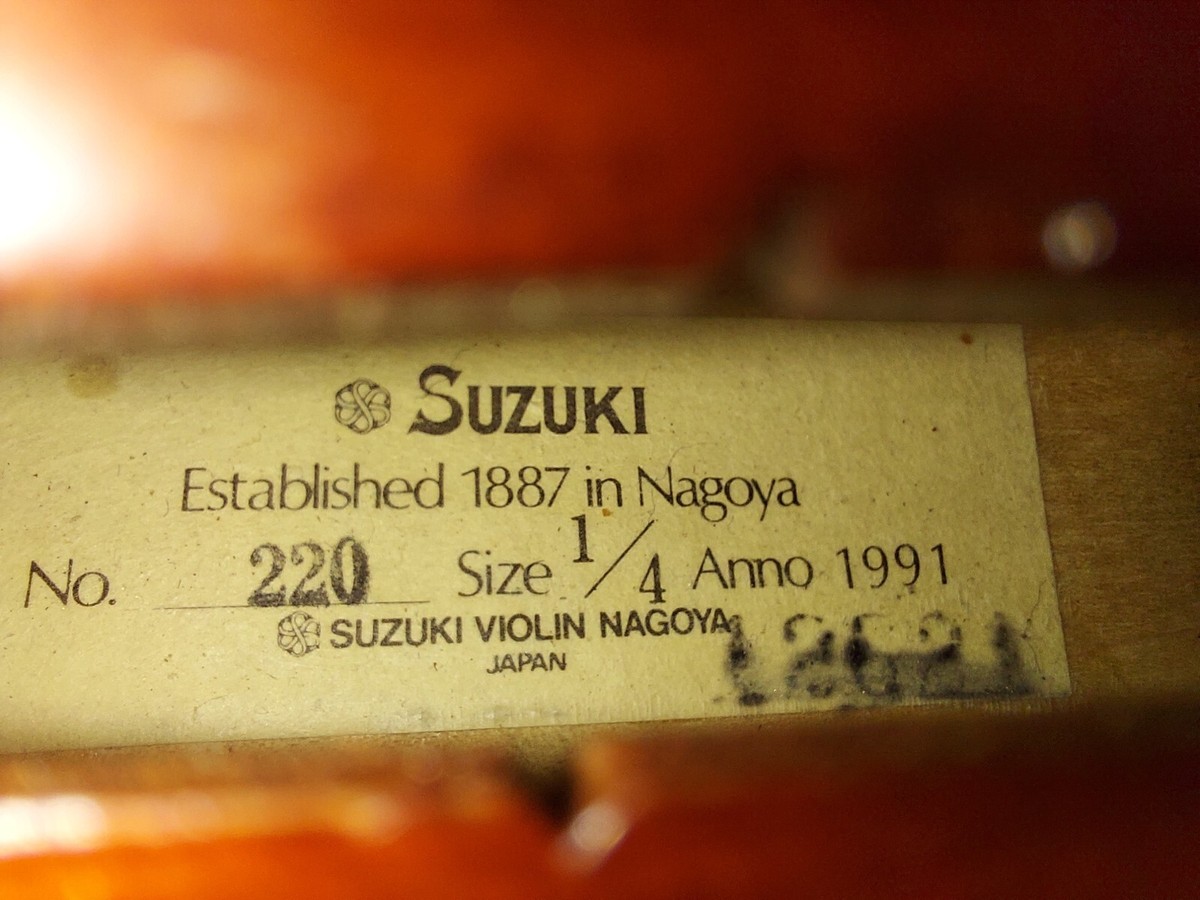 SUZUKI
Established 1887 in Nagoya
No. 220 Size 1/4 Anno 1991
SUZUKI VIOLIN NAGOYA
JAPAN